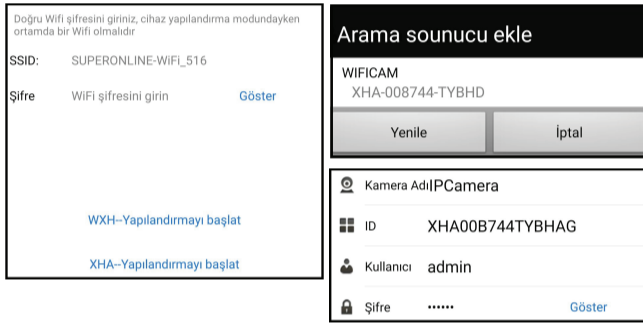 Doğru Wifi şifresini giriniz, cihaz yapılandırma modundayken
ortamda bir Wifi olmalıdır
SSID: SUPERONLINE-WiFi_516
Şifre WiFi şifresini girin Göster
WXH--Yapılandırmayı başlat
XHA--Yapılandırmayı başlat
Arama sounucu ekle
WIFICAM
XHA-008744-TYBHD
Yenile İptal
Kamera Adı IPCamera
ID XHA00B744TYBHAG
Kullanıcı admin
Şifre •••••• Göster